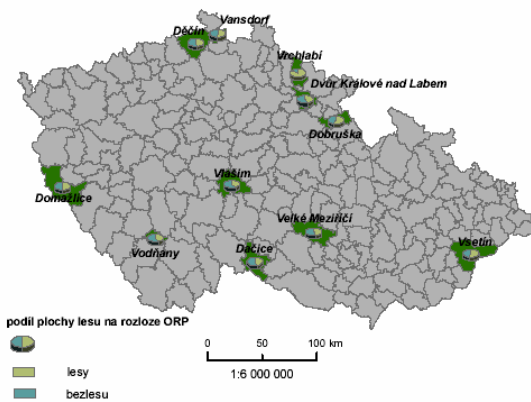 Vansdorf
Děčín
Vrchlabí
Dvůr Králové nad Labem
Dobruška
Vlašim
Domažlice
Velké Meziříčí
Vodňany
Dačice
Vsetín
podíl plochy lesu na rozloze ORP
lesy
bezlesu
0 50 100 km
1:6 000 000